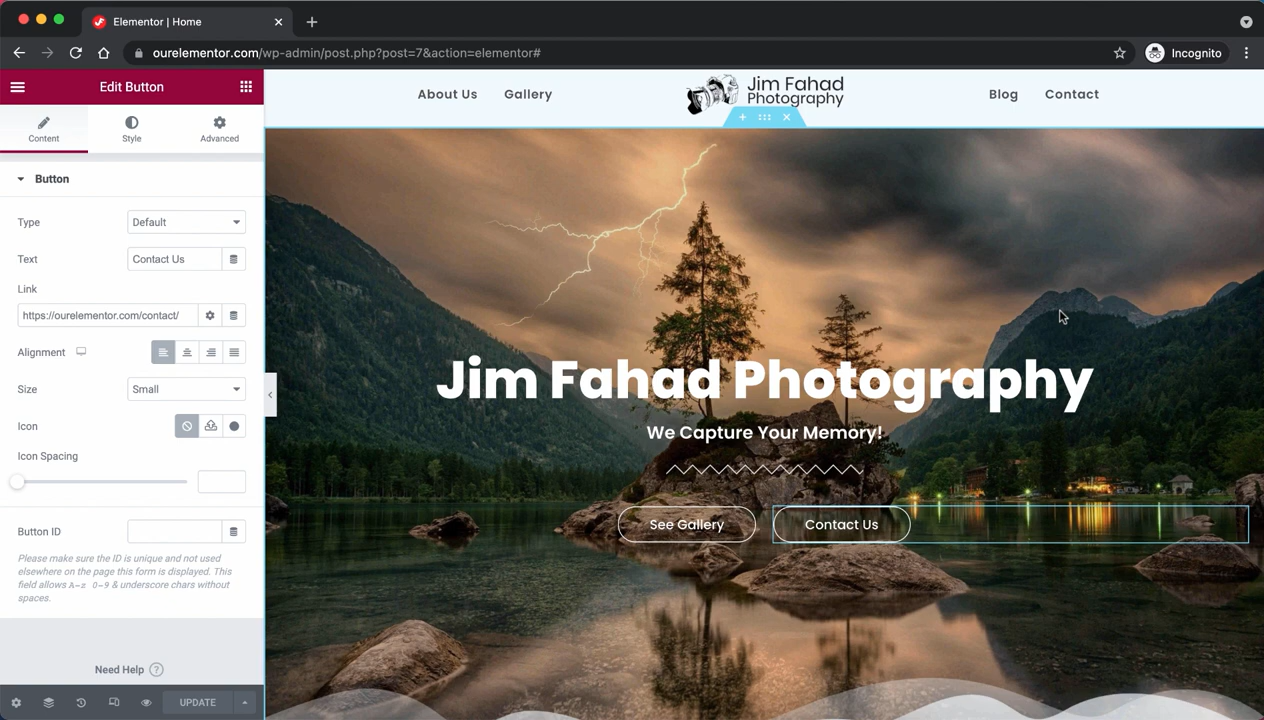 Elementor | Home
ourelementor.com/wp-admin/post.php?post=7&action=elementor#
Incognito
Edit Button
Content
Style
Advanced
Button
Type
Default
Text
Contact Us
Link
https://ourelementor.com/contact/
Alignment
Size
Small
Icon
Icon Spacing
Button ID
Please make sure the ID is unique and not used
elsewhere on the page this form is displayed. This
field allows A-z 0-9 & underscore chars without
spaces.
Need Help ?
UPDATE
About Us
Gallery
Jim Fahad
Photography
Blog
Contact
Jim Fahad Photography
We Capture Your Memory!
See Gallery
Contact Us